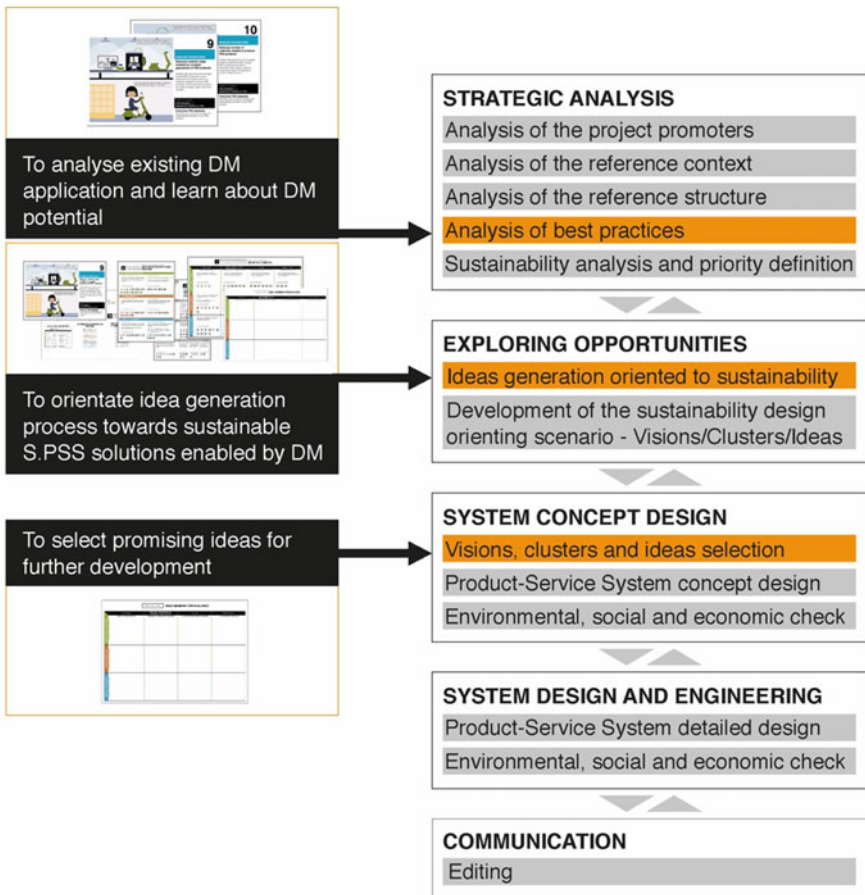 9
10
To analyse existing DM
application and learn about DM
potential
9
To orientate idea generation
process towards sustainable
S.PSS solutions enabled by DM
To select promising ideas for
further development
STRATEGIC ANALYSIS
Analysis of the project promoters
Analysis of the reference context
Analysis of the reference structure
Analysis of best practices
Sustainability analysis and priority definition
EXPLORING OPPORTUNITIES
Ideas generation oriented to sustainability
Development of the sustainability design
orienting scenario - Visions/Clusters/Ideas
SYSTEM CONCEPT DESIGN
Visions, clusters and ideas selection
Product-Service System concept design
Environmental, social and economic check
SYSTEM DESIGN AND ENGINEERING
Product-Service System detailed design
Environmental, social and economic check
COMMUNICATION
Editing